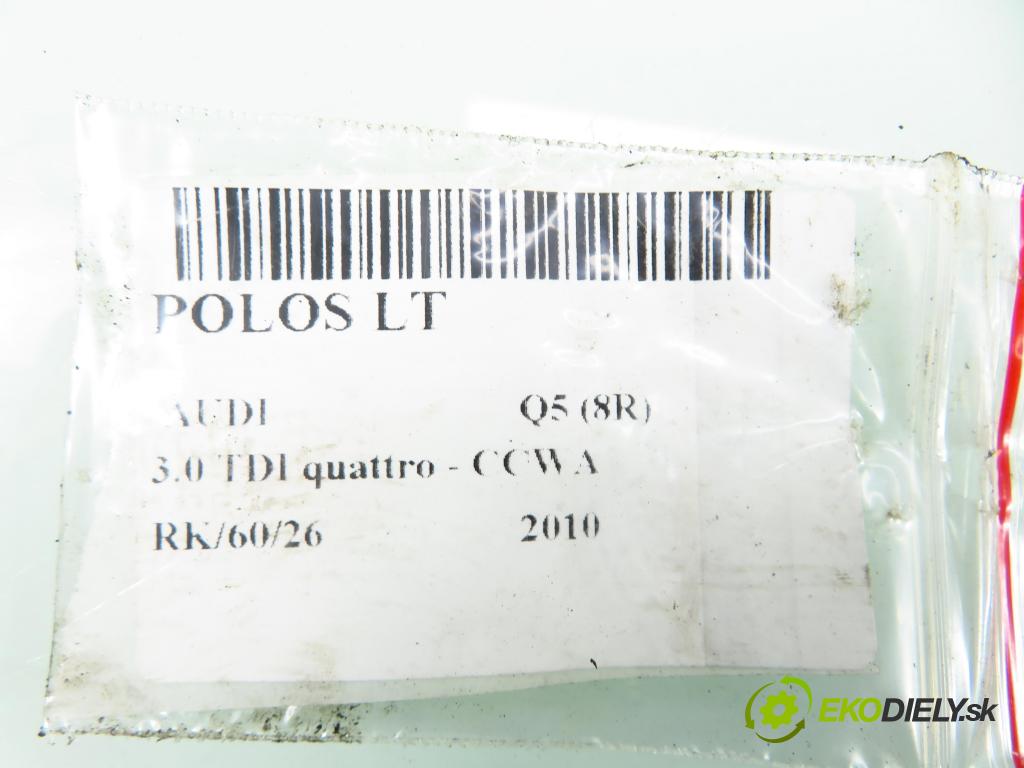 POLOS LT
AUDI Q5 (8R)
3.0 TDI quattro - CCWA
RK/60/26 2010
EKODIELY.sk